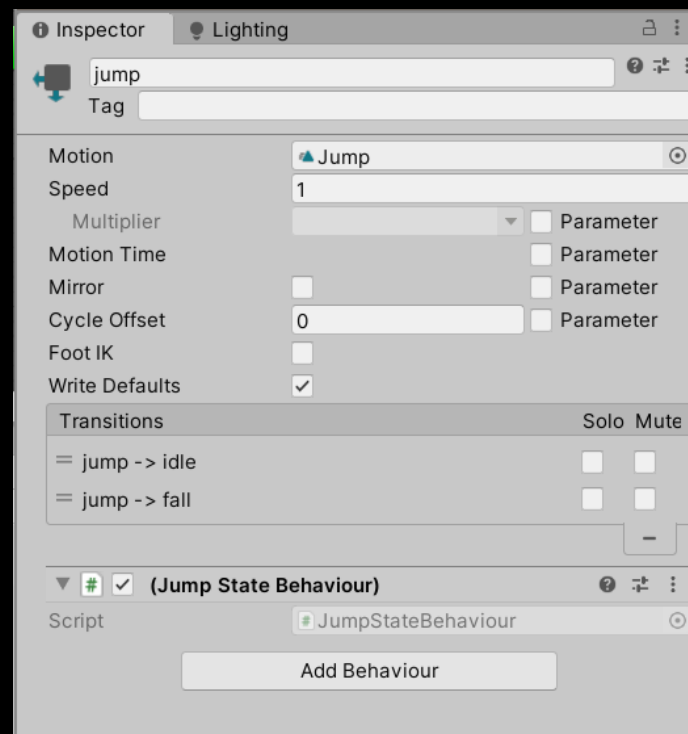 Inspector Lighting
jump
Tag
Motion Jump
Speed 1
Multiplier Parameter
Motion Time Parameter
Mirror Parameter
Cycle Offset 0 Parameter
Foot IK
Write Defaults
Transitions Solo Mute
jump -> idle
jump -> fall
# (Jump State Behaviour)
Script # JumpStateBehaviour
Add Behaviour